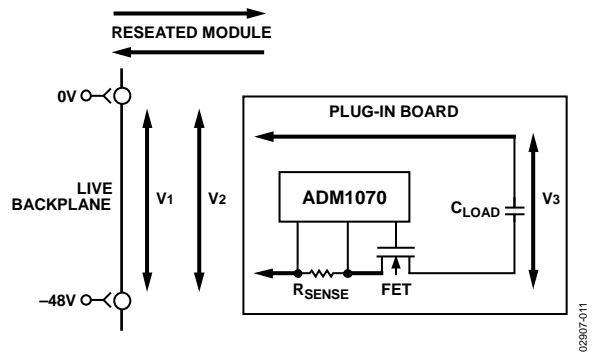 RESEATED MODULE
0V
PLUG-IN BOARD
LIVE
BACKPLANE
V1
V2
ADM1070
CLOAD
V3
–48V
RSENSE
FET
02907-011